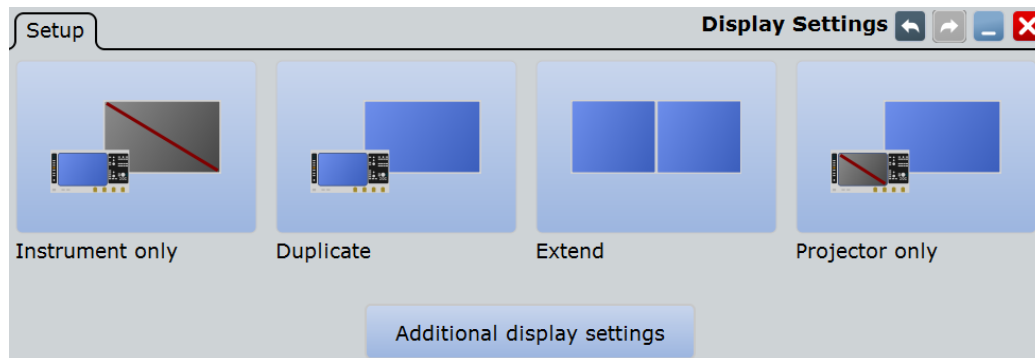 Setup
Display Settings
Instrument only
Duplicate
Extend
Projector only
Additional display settings